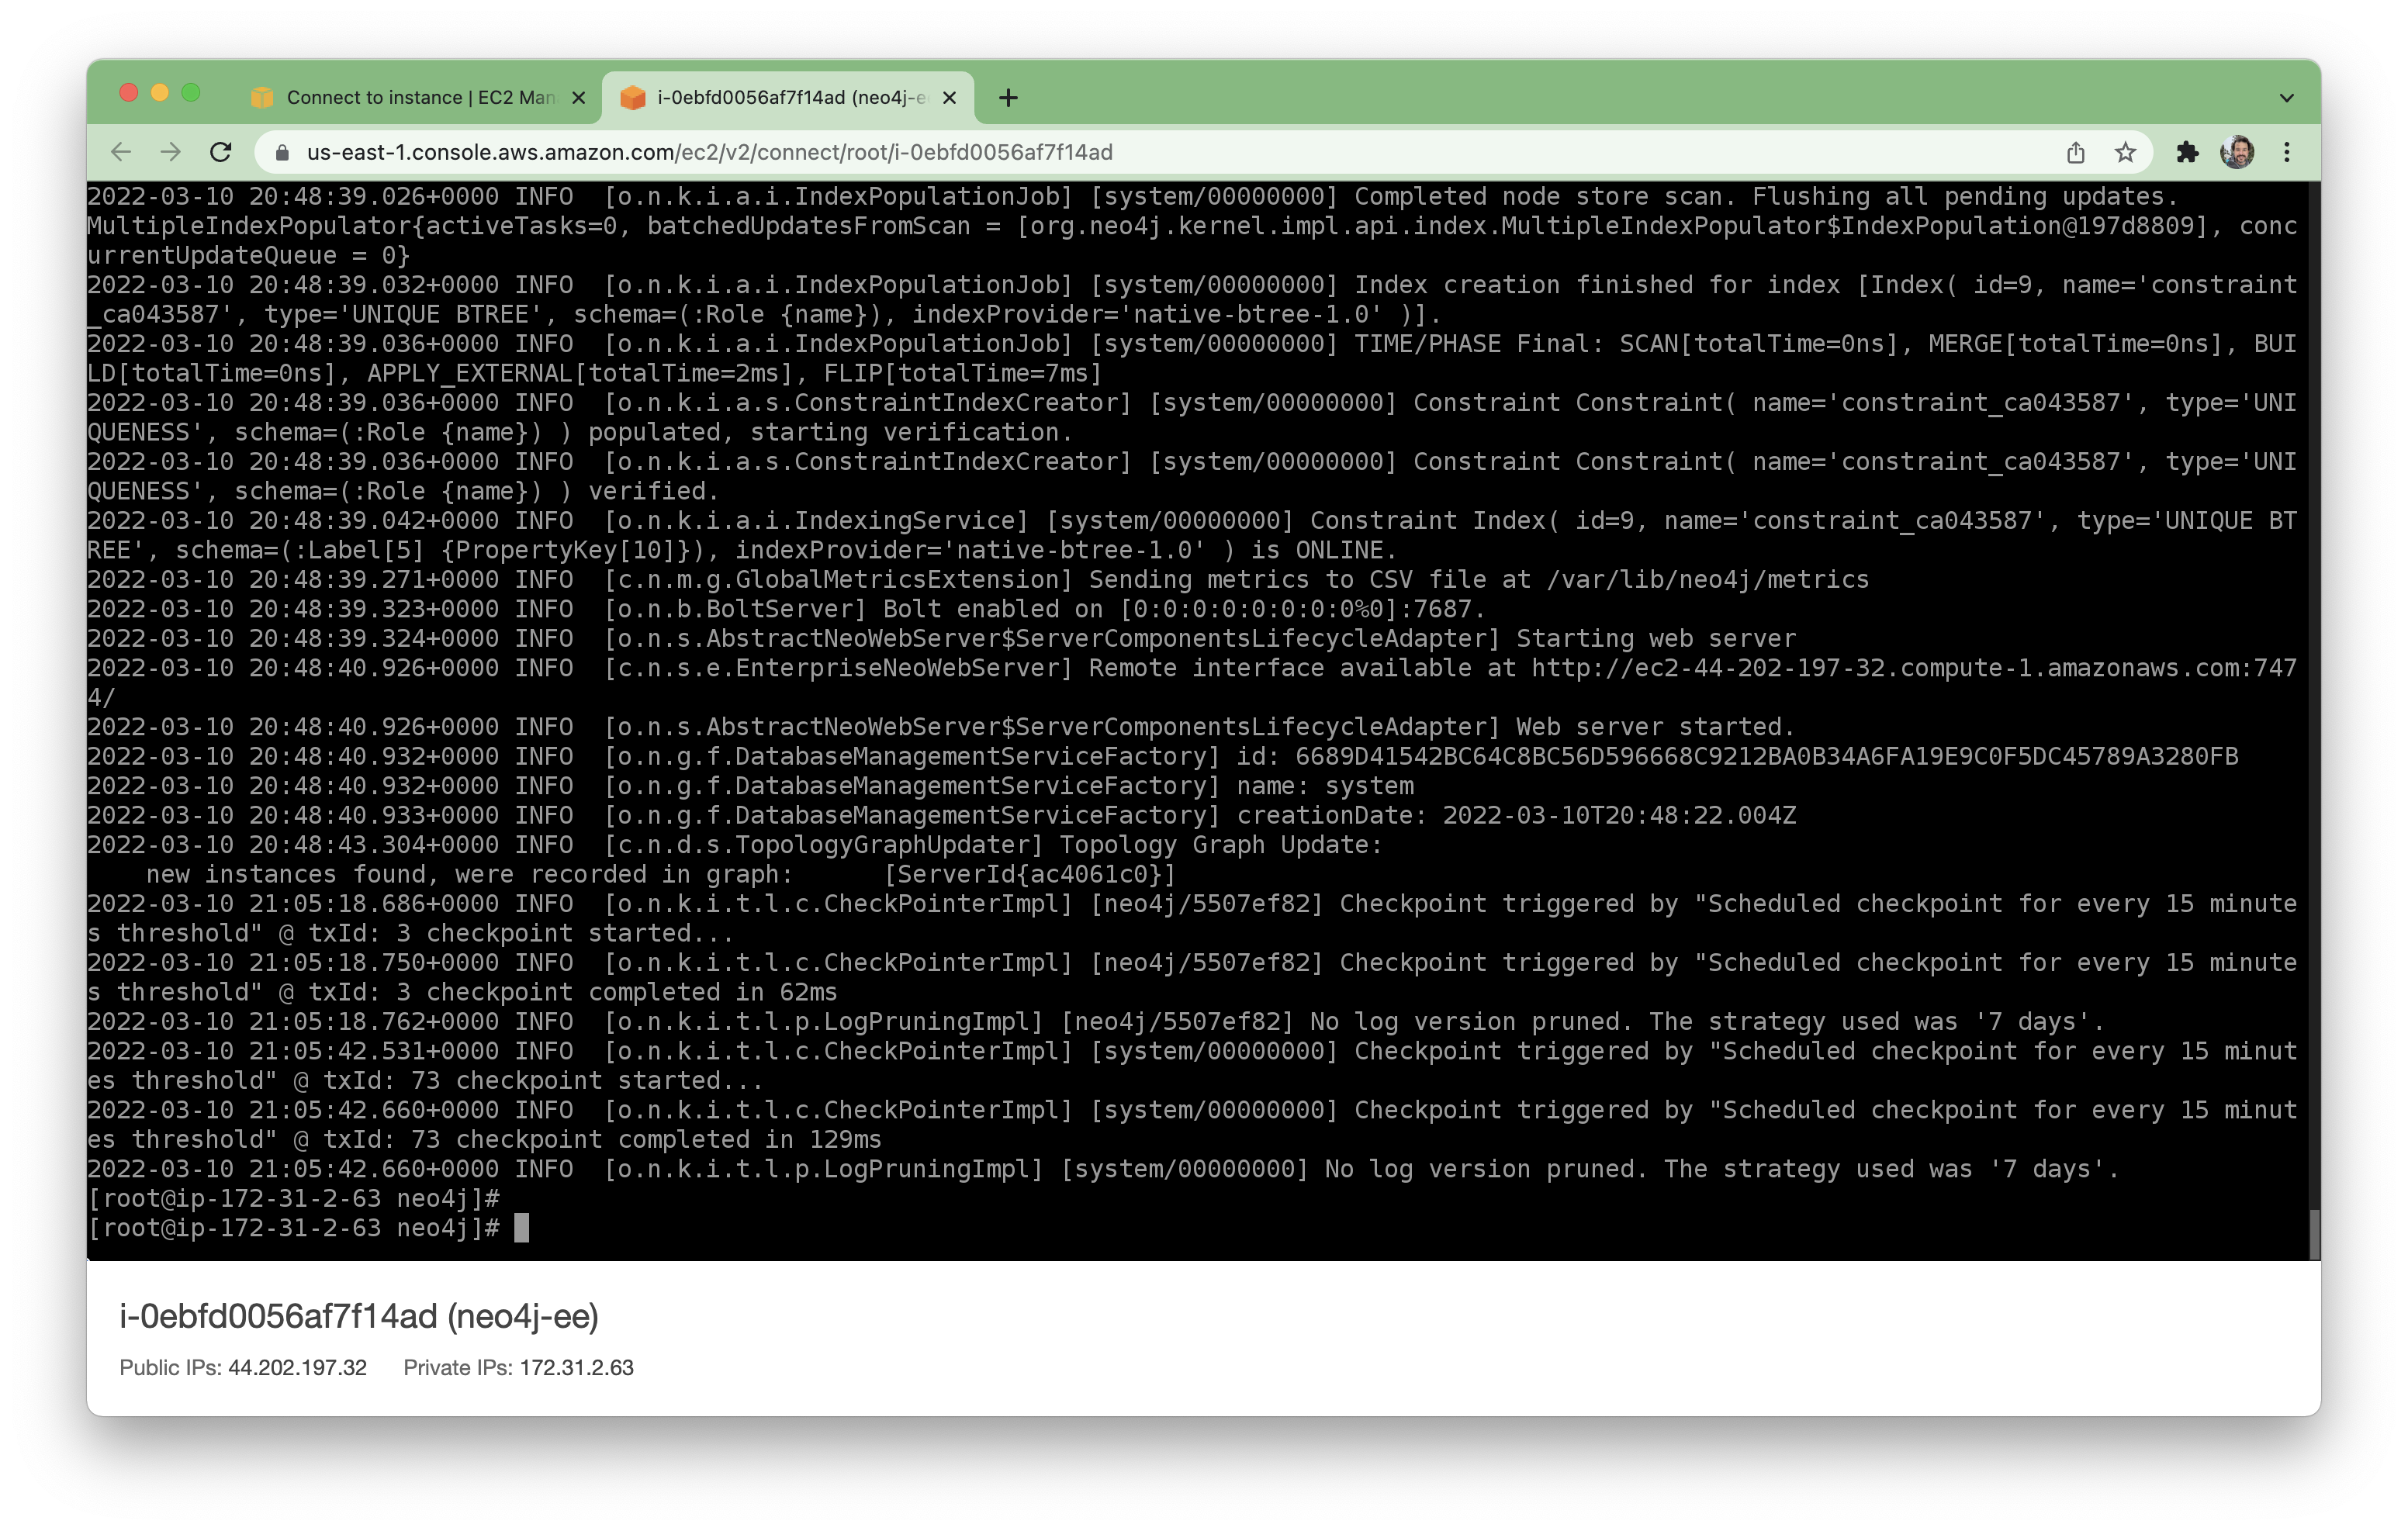 Connect to instance | EC2 Man
i-0ebfd0056af7f14ad (neo4j-ee
us-east-1.console.aws.amazon.com/ec2/v2/connect/root/i-0ebfd0056af7f14ad
2022-03-10 20:48:39.026+0000 INFO  [o.n.k.i.a.i.IndexPopulationJob] [system/00000000] Completed node store scan. Flushing all pending updates.
MultipleIndexPopulator{activeTasks=0, batchedUpdatesFromScan = [org.neo4j.kernel.impl.api.index.MultipleIndexPopulator$IndexPopulation@197d8809], conc
urrentUpdateQueue = 0}
2022-03-10 20:48:39.032+0000 INFO  [o.n.k.i.a.i.IndexPopulationJob] [system/00000000] Index creation finished for index [Index( id=9, name='constraint
_ca043587', type='UNIQUE BTREE', schema=(:Role {name}), indexProvider='native-btree-1.0' )].
2022-03-10 20:48:39.036+0000 INFO  [o.n.k.i.a.i.IndexPopulationJob] [system/00000000] TIME/PHASE Final: SCAN[totalTime=0ns], MERGE[totalTime=0ns], BUI
LD[totalTime=0ns], APPLY_EXTERNAL[totalTime=2ms], FLIP[totalTime=7ms]
2022-03-10 20:48:39.036+0000 INFO  [o.n.k.i.a.s.ConstraintIndexCreator] [system/00000000] Constraint Constraint( name='constraint_ca043587', type='UNI
QUENESS', schema=(:Role {name}) ) populated, starting verification.
2022-03-10 20:48:39.036+0000 INFO  [o.n.k.i.a.s.ConstraintIndexCreator] [system/00000000] Constraint Constraint( name='constraint_ca043587', type='UNI
QUENESS', schema=(:Role {name}) ) verified.
2022-03-10 20:48:39.042+0000 INFO  [o.n.k.i.a.i.IndexingService] [system/00000000] Constraint Index( id=9, name='constraint_ca043587', type='UNIQUE BT
REE', schema=(:Label[5] {PropertyKey[10]}), indexProvider='native-btree-1.0' ) is ONLINE.
2022-03-10 20:48:39.271+0000 INFO  [c.n.m.g.GlobalMetricsExtension] Sending metrics to CSV file at /var/lib/neo4j/metrics
2022-03-10 20:48:39.323+0000 INFO  [o.n.b.BoltServer] Bolt enabled on [0:0:0:0:0:0:0:0%0]:7687.
2022-03-10 20:48:39.324+0000 INFO  [o.n.s.AbstractNeoWebServer$ServerComponentsLifecycleAdapter] Starting web server
2022-03-10 20:48:40.926+0000 INFO  [c.n.s.e.EnterpriseNeoWebServer] Remote interface available at http://ec2-44-202-197-32.compute-1.amazonaws.com:747
4/
2022-03-10 20:48:40.926+0000 INFO  [o.n.s.AbstractNeoWebServer$ServerComponentsLifecycleAdapter] Web server started.
2022-03-10 20:48:40.932+0000 INFO  [o.n.g.f.DatabaseManagementServiceFactory] id: 6689D41542BC64C8BC56D596668C9212BA0B34A6FA19E9C0F5DC45789A3280FB
2022-03-10 20:48:40.932+0000 INFO  [o.n.g.f.DatabaseManagementServiceFactory] name: system
2022-03-10 20:48:40.933+0000 INFO  [o.n.g.f.DatabaseManagementServiceFactory] creationDate: 2022-03-10T20:48:22.004Z
2022-03-10 20:48:43.304+0000 INFO  [c.n.d.s.TopologyGraphUpdater] Topology Graph Update:
    new instances found, were recorded in graph:      [ServerId{ac4061c0}]
2022-03-10 21:05:18.686+0000 INFO  [o.n.k.i.t.l.c.CheckPointerImpl] [neo4j/5507ef82] Checkpoint triggered by "Scheduled checkpoint for every 15 minute
s threshold" @ txId: 3 checkpoint started...
2022-03-10 21:05:18.750+0000 INFO  [o.n.k.i.t.l.c.CheckPointerImpl] [neo4j/5507ef82] Checkpoint triggered by "Scheduled checkpoint for every 15 minute
s threshold" @ txId: 3 checkpoint completed in 62ms
2022-03-10 21:05:18.762+0000 INFO  [o.n.k.i.t.l.p.LogPruningImpl] [neo4j/5507ef82] No log version pruned. The strategy used was '7 days'.
2022-03-10 21:05:42.531+0000 INFO  [o.n.k.i.t.l.c.CheckPointerImpl] [system/00000000] Checkpoint triggered by "Scheduled checkpoint for every 15 minut
es threshold" @ txId: 73 checkpoint started...
2022-03-10 21:05:42.660+0000 INFO  [o.n.k.i.t.l.c.CheckPointerImpl] [system/00000000] Checkpoint triggered by "Scheduled checkpoint for every 15 minut
es threshold" @ txId: 73 checkpoint completed in 129ms
2022-03-10 21:05:42.660+0000 INFO  [o.n.k.i.t.l.p.LogPruningImpl] [system/00000000] No log version pruned. The strategy used was '7 days'.
[root@ip-172-31-2-63 neo4j]#
[root@ip-172-31-2-63 neo4j]#
i-0ebfd0056af7f14ad (neo4j-ee)
Public IPs: 44.202.197.32 Private IPs: 172.31.2.63